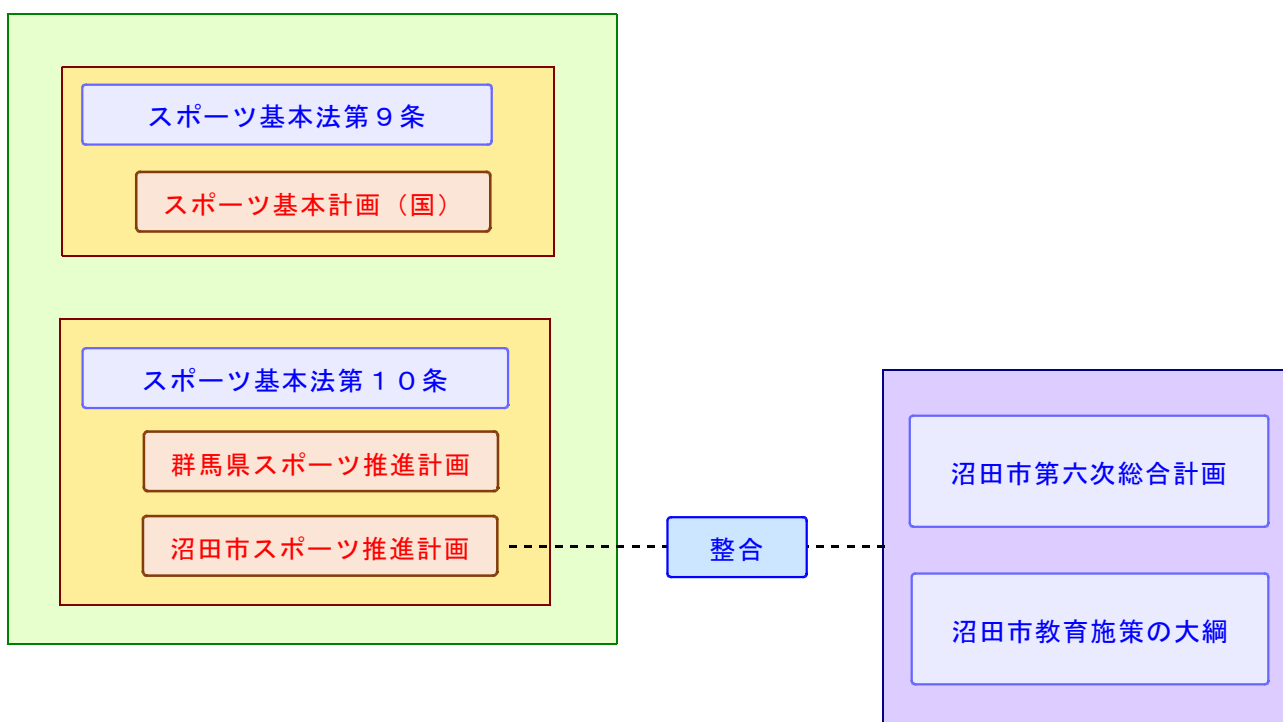 スポーツ基本法第９条
スポーツ基本計画（国）
スポーツ基本法第１０条
群馬県スポーツ推進計画
沼田市スポーツ推進計画
整合
沼田市第六次総合計画
沼田市教育施策の大綱